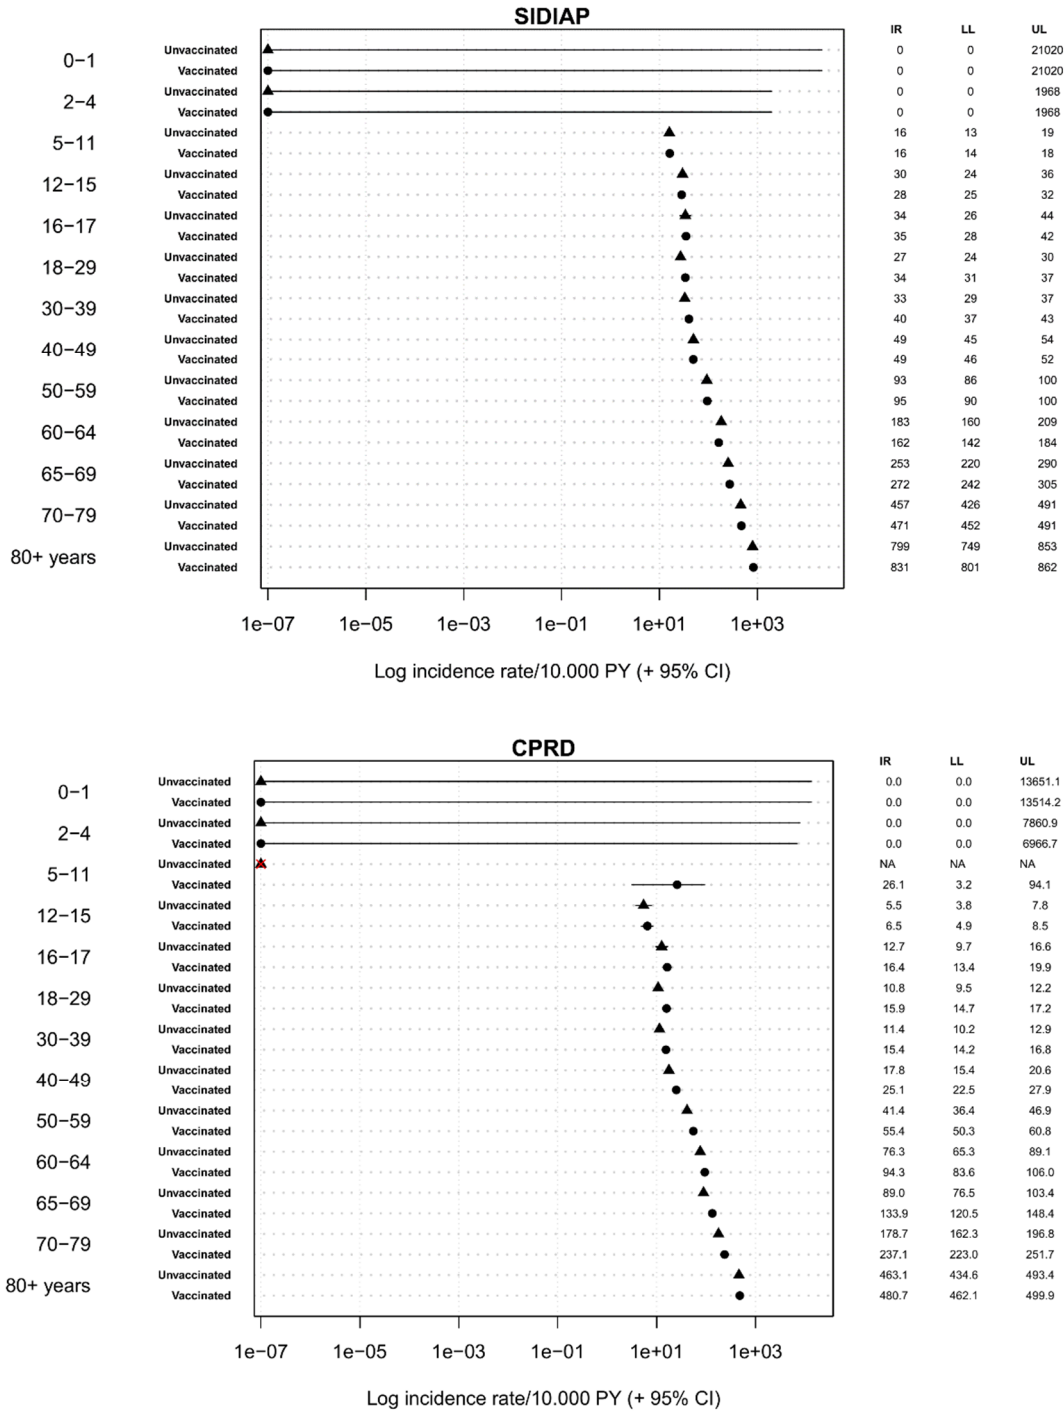 SIDIAP
IR LL UL
0−1 Unvaccinated 0 0 21020
Vaccinated 0 0 21020
2−4 Unvaccinated 0 0 1968
Vaccinated 0 0 1968
5−11 Unvaccinated 16 13 19
Vaccinated 16 14 18
12−15 Unvaccinated 30 24 36
Vaccinated 28 25 32
16−17 Unvaccinated 34 26 44
Vaccinated 35 28 42
18−29 Unvaccinated 27 24 30
Vaccinated 34 31 37
30−39 Unvaccinated 33 29 37
Vaccinated 40 37 43
40−49 Unvaccinated 49 45 54
Vaccinated 49 46 52
50−59 Unvaccinated 93 86 100
Vaccinated 95 90 100
60−64 Unvaccinated 183 160 209
Vaccinated 162 142 184
65−69 Unvaccinated 253 220 290
Vaccinated 272 242 305
70−79 Unvaccinated 457 426 491
Vaccinated 471 452 491
80+ years Unvaccinated 799 749 853
Vaccinated 831 801 862
1e−07 1e−05 1e−03 1e−01 1e+01 1e+03
Log incidence rate/10.000 PY (+ 95% CI)
CPRD
IR LL UL
0−1 Unvaccinated 0.0 0.0 13651.1
Vaccinated 0.0 0.0 13514.2
2−4 Unvaccinated 0.0 0.0 7860.9
Vaccinated 0.0 0.0 6966.7
5−11 Unvaccinated NA NA NA
Vaccinated 26.1 3.2 94.1
12−15 Unvaccinated 5.5 3.8 7.8
Vaccinated 6.5 4.9 8.5
16−17 Unvaccinated 12.7 9.7 16.6
Vaccinated 16.4 13.4 19.9
18−29 Unvaccinated 10.8 9.5 12.2
Vaccinated 15.9 14.7 17.2
30−39 Unvaccinated 11.4 10.2 12.9
Vaccinated 15.4 14.2 16.8
40−49 Unvaccinated 17.8 15.4 20.6
Vaccinated 25.1 22.5 27.9
50−59 Unvaccinated 41.4 36.4 46.9
Vaccinated 55.4 50.3 60.8
60−64 Unvaccinated 76.3 65.3 89.1
Vaccinated 94.3 83.6 106.0
65−69 Unvaccinated 89.0 76.5 103.4
Vaccinated 133.9 120.5 148.4
70−79 Unvaccinated 178.7 162.3 196.8
Vaccinated 237.1 223.0 251.7
80+ years Unvaccinated 463.1 434.6 493.4
Vaccinated 480.7 462.1 499.9
1e−07 1e−05 1e−03 1e−01 1e+01 1e+03
Log incidence rate/10.000 PY (+ 95% CI)